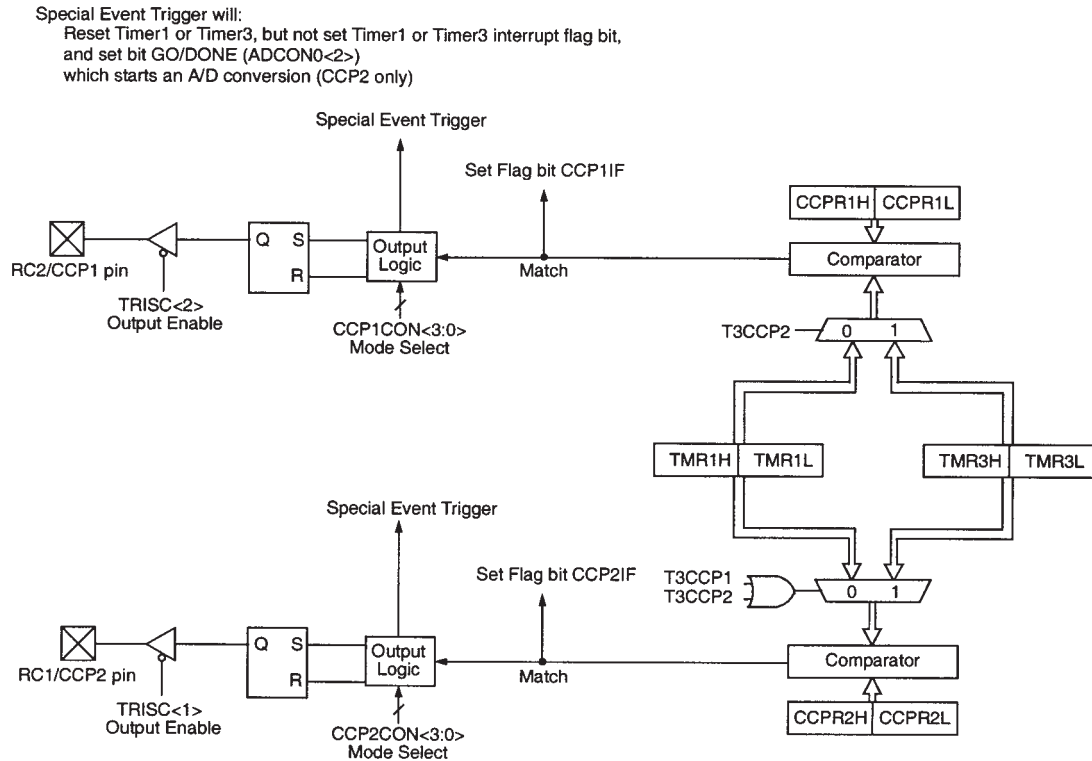 Special Event Trigger will:
Reset Timer1 or Timer3, but not set Timer1 or Timer3 interrupt flag bit,
and set bit GO/DONE (ADCON0<2>)
which starts an A/D conversion (CCP2 only)
Special Event Trigger
Set Flag bit CCP1IF
CCPR1H CCPR1L
Q S
R
Output
Logic
Comparator
RC2/CCP1 pin
Match
TRISC<2>
Output Enable
CCP1CON<3:0>
Mode Select
T3CCP2
0 1
TMR1H TMR1L
TMR3H TMR3L
Special Event Trigger
Set Flag bit CCP2IF
T3CCP1
T3CCP2
0 1
Q S
R
Output
Logic
Comparator
RC1/CCP2 pin
Match
TRISC<1>
Output Enable
CCP2CON<3:0>
Mode Select
CCPR2H CCPR2L